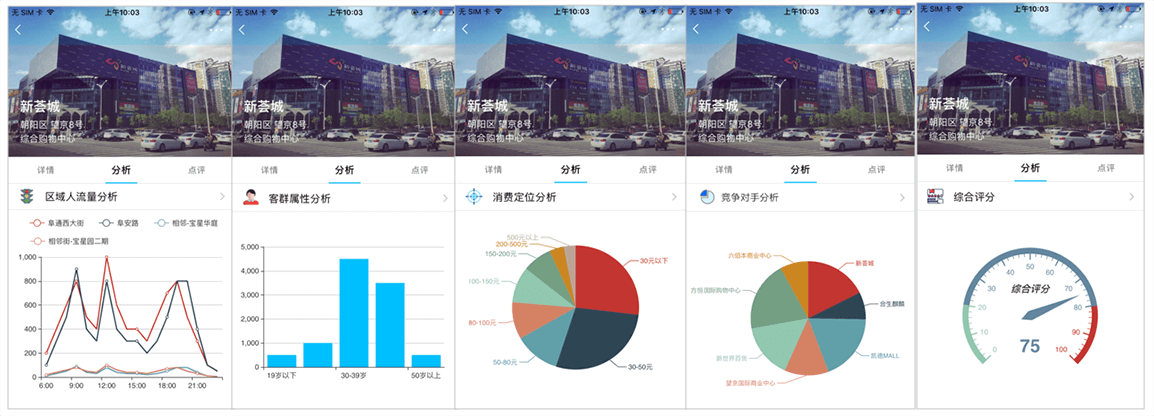 无 SIM 卡
上午10:03
新荟城
新荟城
朝阳区 望京8号
综合购物中心
详情
分析
点评
区域人流量分析
阜通西大街
阜安路
相邻-宝星华庭
相邻街-宝星园二期
1,000
800
600
400
200
0
6:00
9:00
12:00
15:00
18:00
21:00
无 SIM 卡
上午10:03
新荟城
新荟城
朝阳区 望京8号
综合购物中心
详情
分析
点评
客群属性分析
5,000
4,000
3,000
2,000
1,000
0
19岁以下
30-39岁
50岁以上
无 SIM 卡
上午10:03
新荟城
新荟城
朝阳区 望京8号
综合购物中心
详情
分析
点评
消费定位分析
500元以上
200-500元
150-200元
100-150元
80-100元
50-80元
30-50元
30元以下
无 SIM 卡
上午10:03
新荟城
新荟城
朝阳区 望京8号
综合购物中心
详情
分析
点评
竞争对手分析
六佰本商业中心
新荟城
方恒国际购物中心
合生麒麟
新世界百货
凯德MALL
望京国际商业中心
无 SIM 卡
上午10:03
新荟城
新荟城
朝阳区 望京8号
综合购物中心
详情
分析
点评
综合评分
0
10
20
30
40
50
60
70
80
90
100
综合评分
75